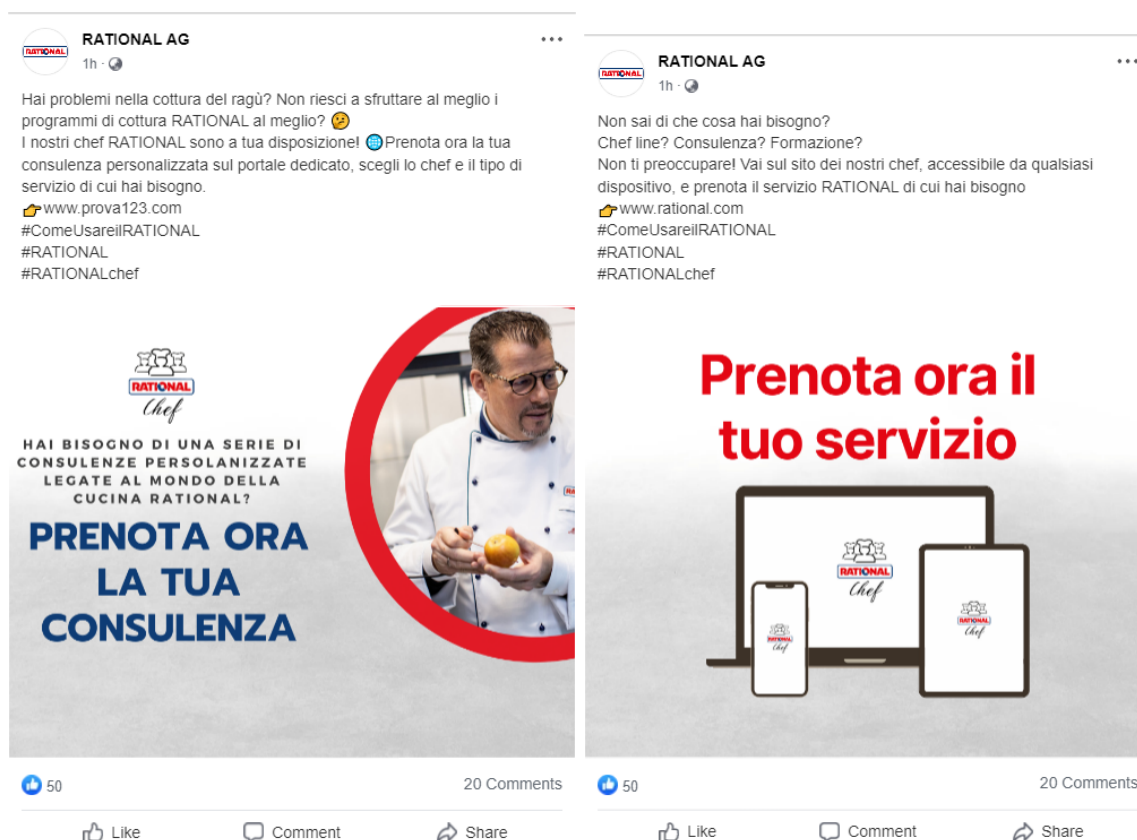 RATIONAL AG
RATIONAL
1h
Hai problemi nella cottura del ragù? Non riesci a sfruttare al meglio i
programmi di cottura RATIONAL al meglio?
I nostri chef RATIONAL sono a tua disposizione! Prenota ora la tua
consulenza personalizzata sul portale dedicato, scegli lo chef e il tipo di
servizio di cui hai bisogno.
www.prova123.com
#ComeUsareilRATIONAL
#RATIONAL
#RATIONALchef
RATIONAL
Chef
HAI BISOGNO DI UNA SERIE DI
CONSULENZE PERSOLANIZZATE
LEGATE AL MONDO DELLA
CUCINA RATIONAL?
PRENOTA ORA
LA TUA
CONSULENZA
50
20 Comments
Like
Comment
Share
RATIONAL AG
RATIONAL
1h
Non sai di che cosa hai bisogno?
Chef line? Consulenza? Formazione?
Non ti preoccupare! Vai sul sito dei nostri chef, accessibile da qualsiasi
dispositivo, e prenota il servizio RATIONAL di cui hai bisogno
www.rational.com
#ComeUsareilRATIONAL
#RATIONAL
#RATIONALchef
Prenota ora il
tuo servizio
RATIONAL
Chef
RATIONAL
Chef
RATIONAL
Chef
50
20 Comments
Like
Comment
Share